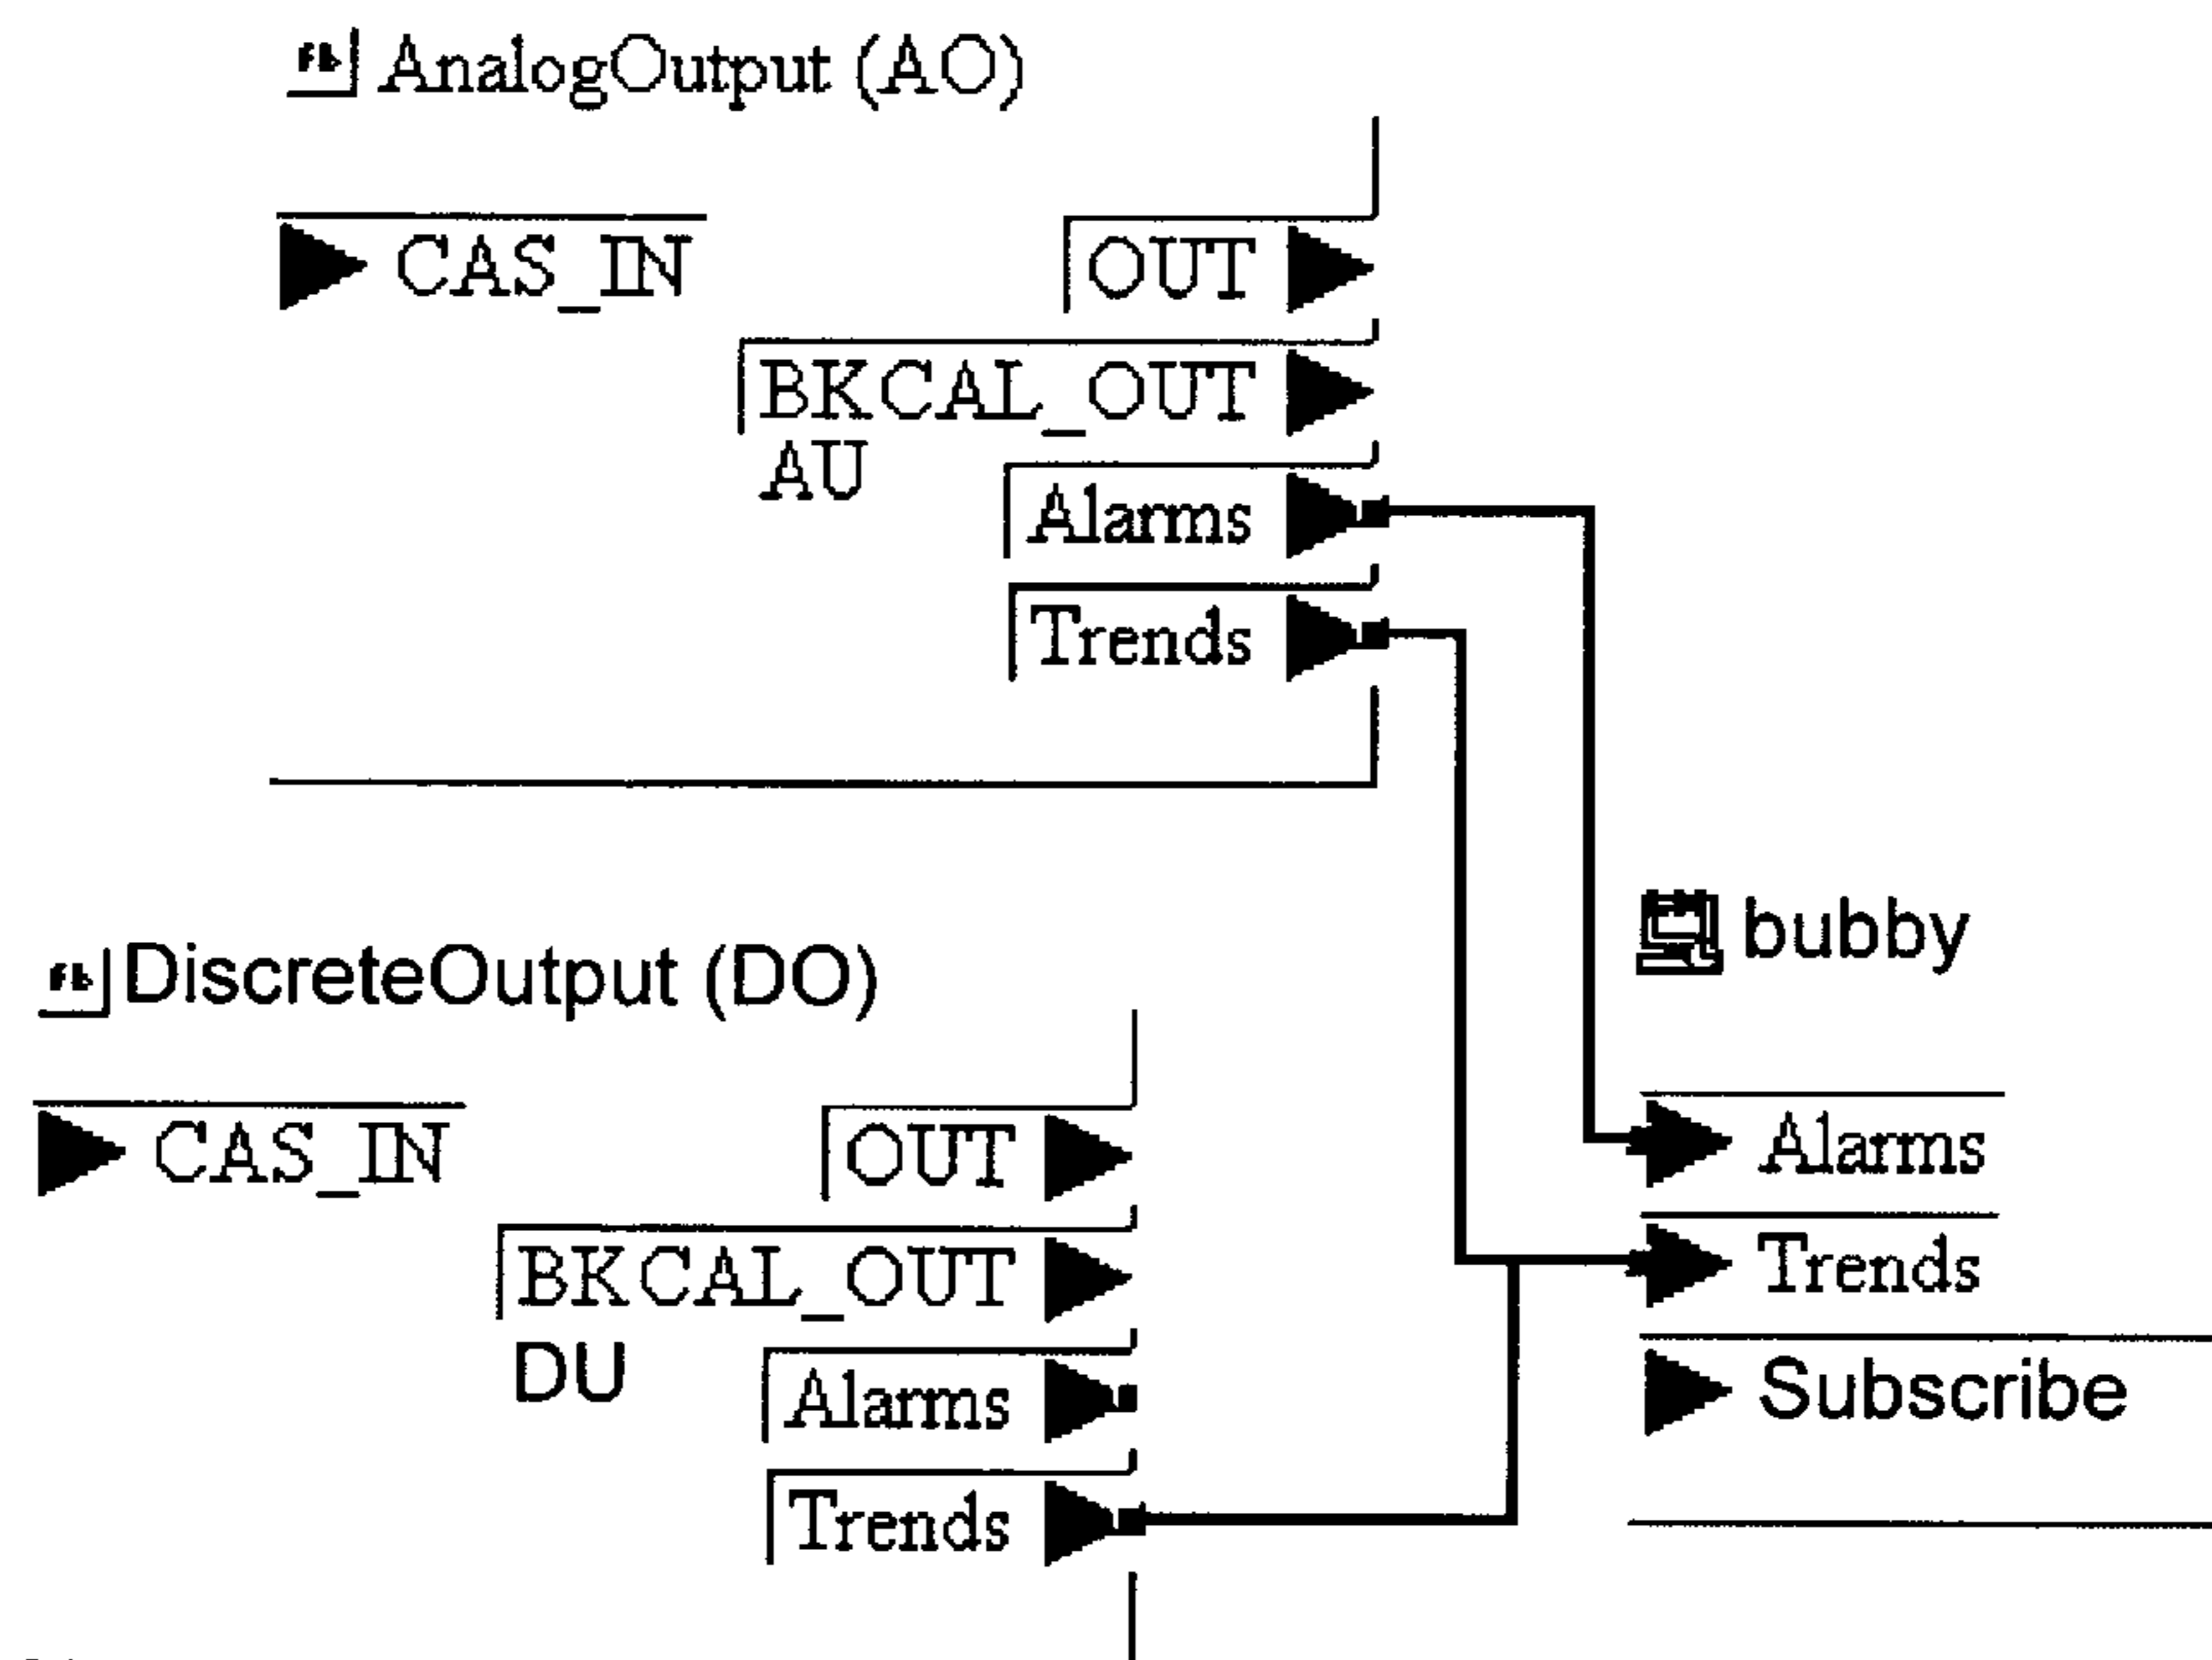 AnalogOutput (AO)
CAS_IN
OUT
BKCAL_OUT
AU
Alarms
Trends
bubby
DiscreteOutput (DO)
CAS_IN
OUT
Alarms
BKCAL_OUT
Trends
DU
Subscribe
Alarms
Trends